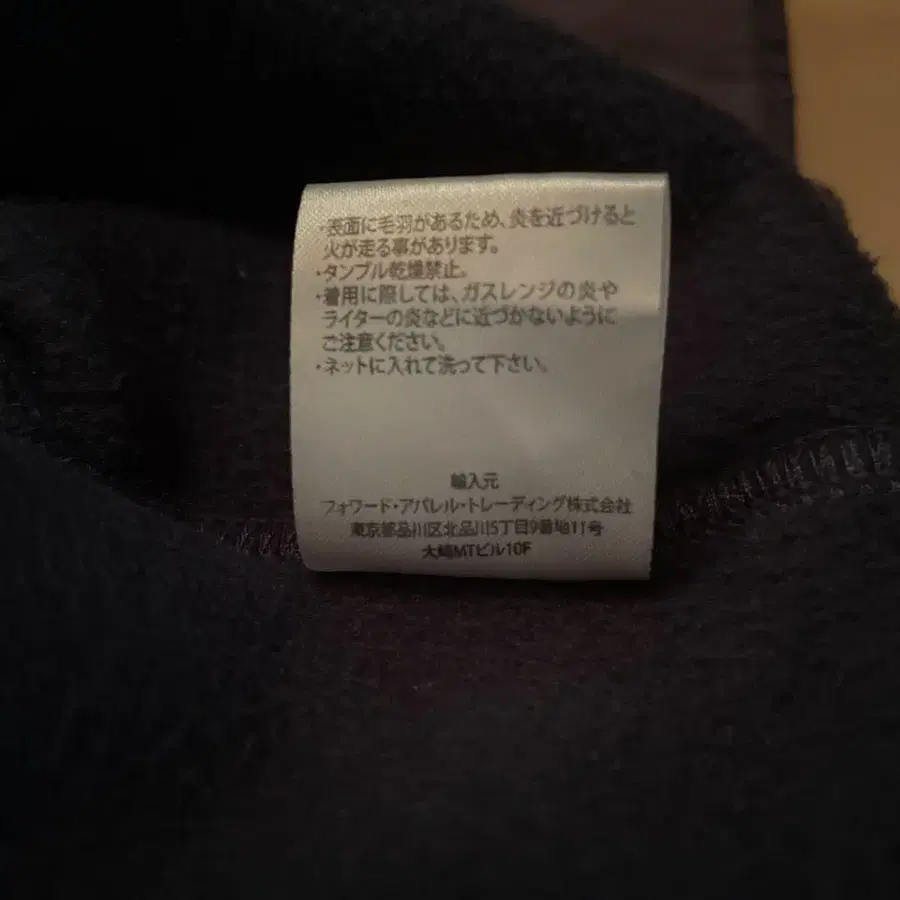 ・表面に毛羽があるため、炎を近づけると
火が走る事があります。
・タンブル乾燥禁止。
・着用に際しては、ガスレンジの炎や
ライターの炎などに近づかないように
ご注意ください。
・ネットに入れて洗って下さい。
輸入元
フォワード・アパレル・トレーディング株式会社
東京都品川区北品川5丁目9番地11号
大崎MTビル10F